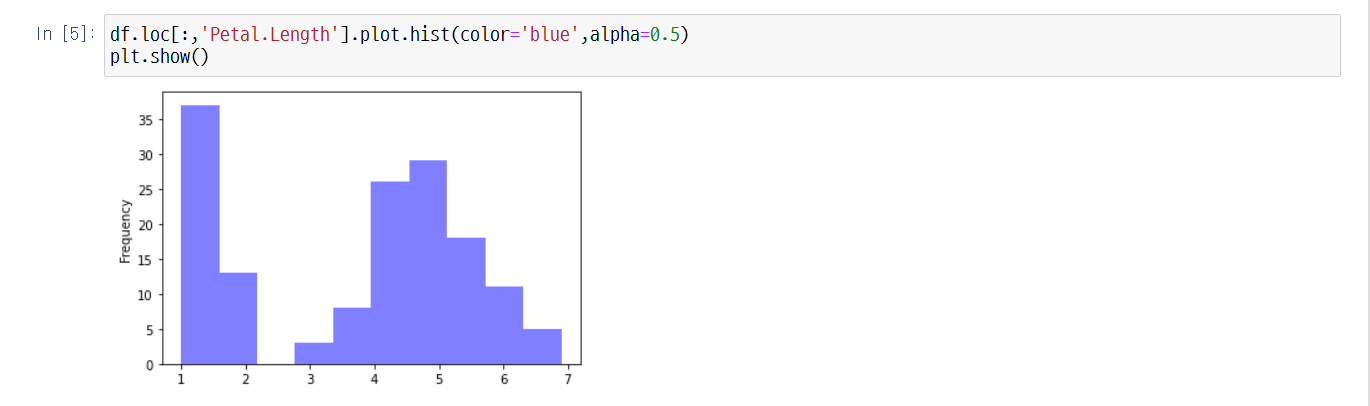 In [5]: df.loc[:,'Petal.Length'].plot.hist(color='blue',alpha=0.5)
plt.show()
35
30
25
20
15
10
5
0
Frequency
1 2 3 4 5 6 7